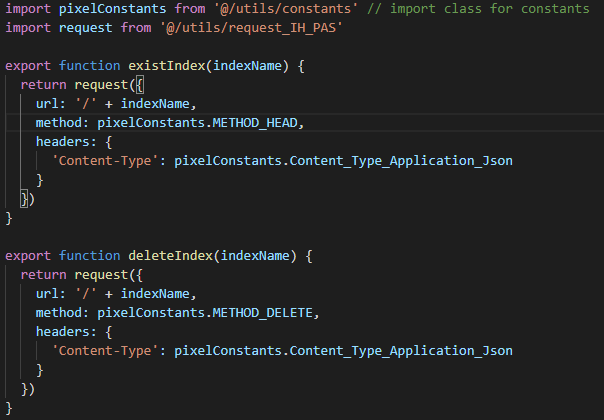 import pixelConstants from '@/utils/constants' // import class for constants
import request from '@/utils/request_IH_PAS'

export function existIndex(indexName) {
  return request({
    url: '/' + indexName,
    method: pixelConstants.METHOD_HEAD,
    headers: {
      'Content-Type': pixelConstants.Content_Type_Application_Json
    }
  })
}

export function deleteIndex(indexName) {
  return request({
    url: '/' + indexName,
    method: pixelConstants.METHOD_DELETE,
    headers: {
      'Content-Type': pixelConstants.Content_Type_Application_Json
    }
  })
}